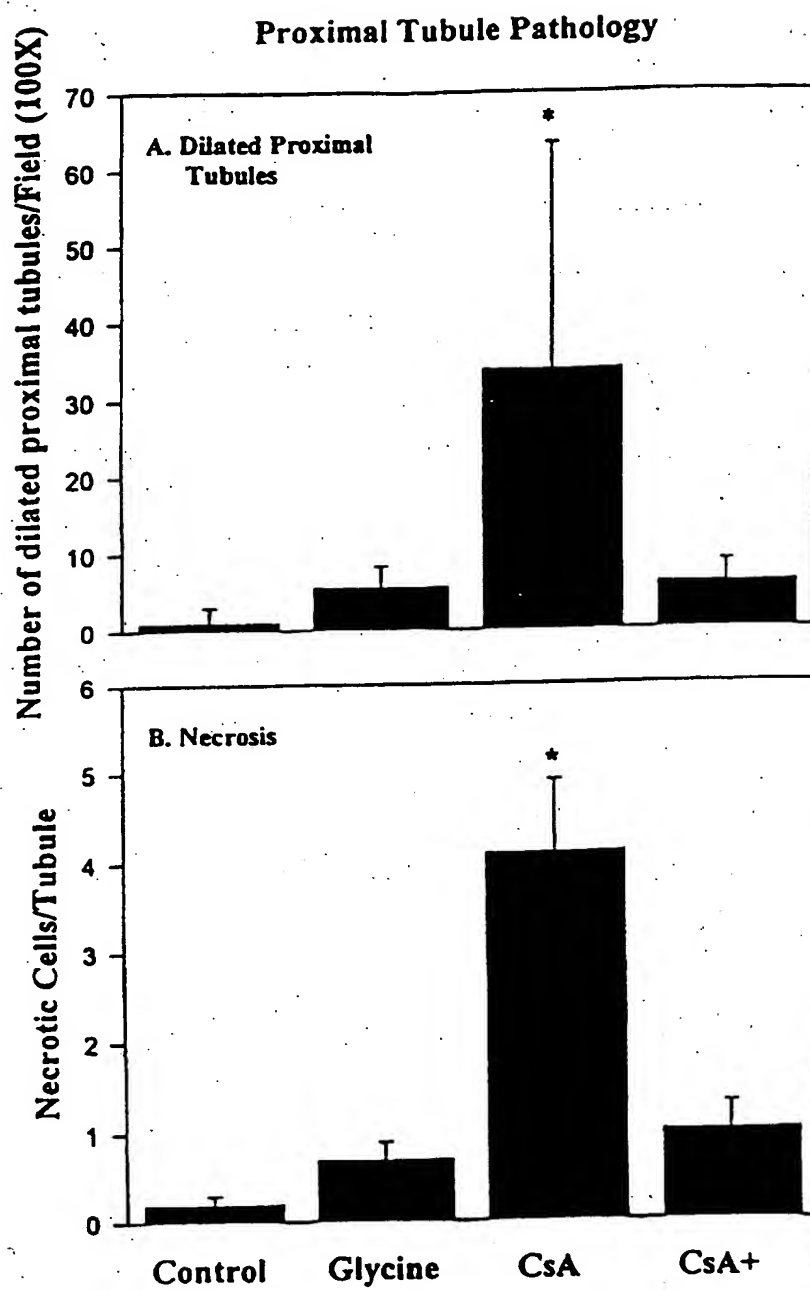 Proximal Tubule Pathology
Number of dilated proximal tubules/Field (100X)
70
60
50
40
30
20
10
0
A. Dilated Proximal
Tubules
*
Necrotic Cells/Tubule
6
5
4
3
2
1
0
B. Necrosis
*
Control Glycine CsA CsA+